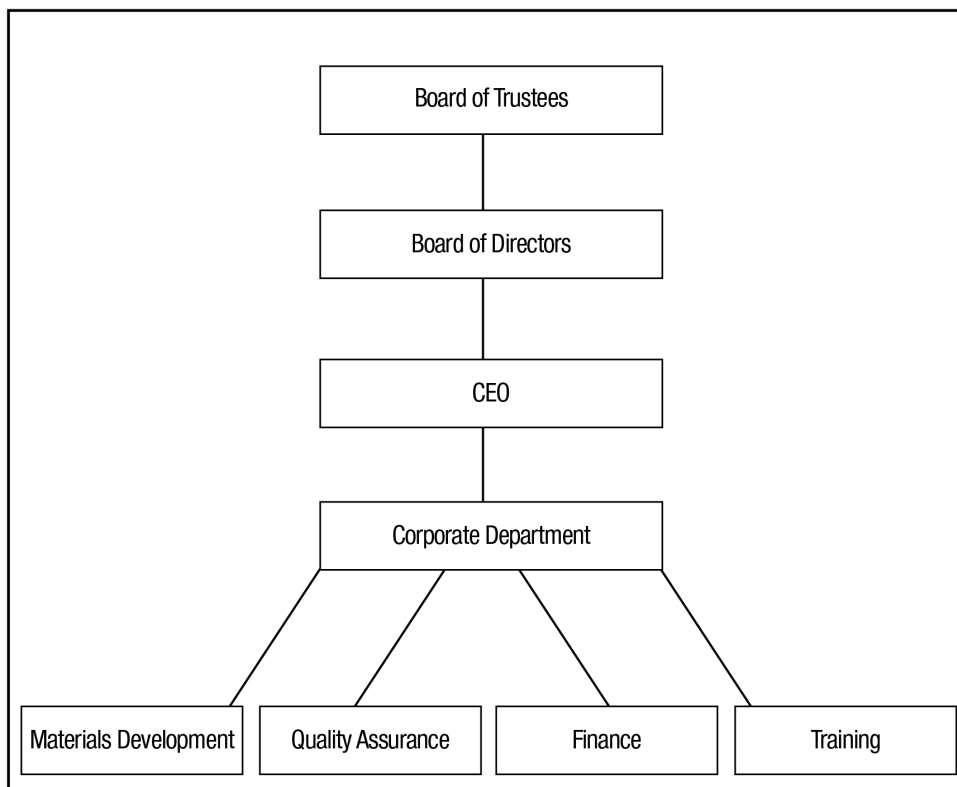 Board of Trustees
Board of Directors
CEO
Corporate Department
Materials Development
Quality Assurance
Finance
Training